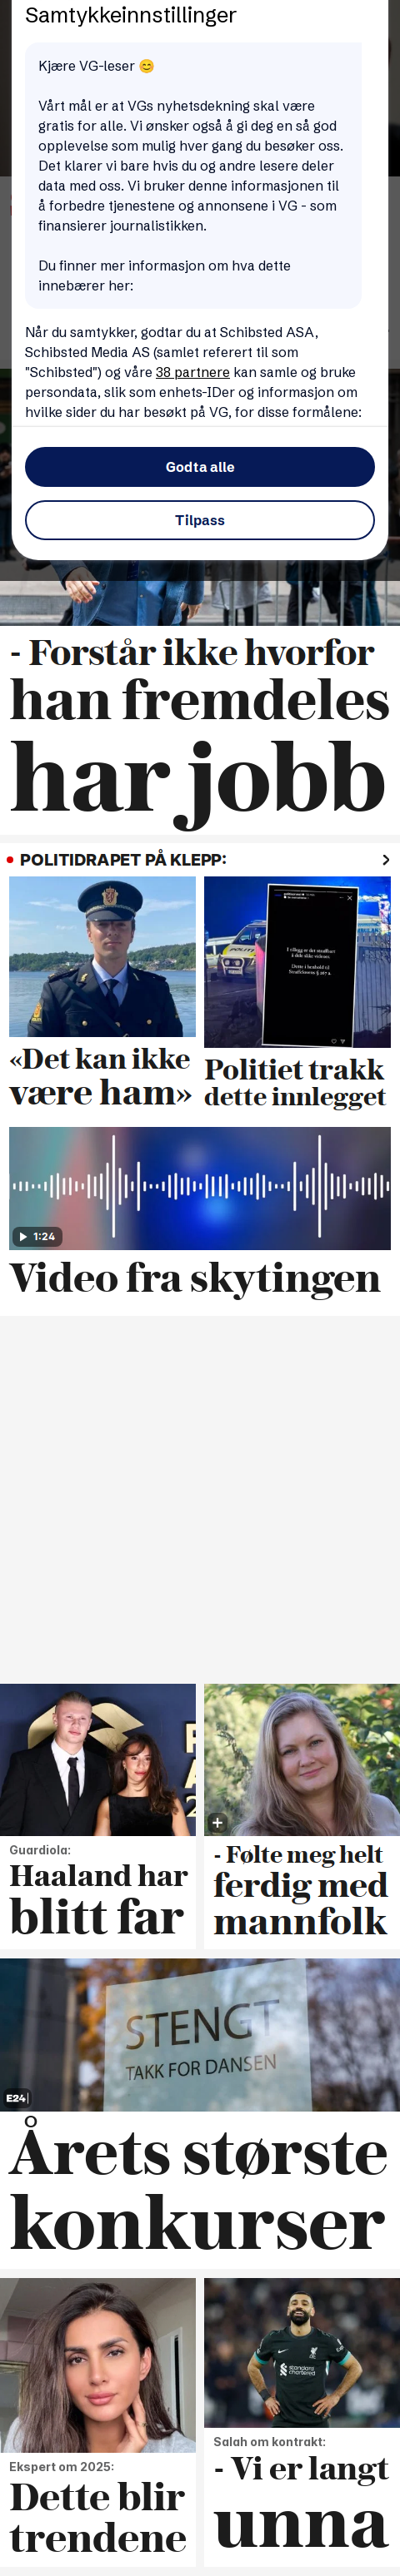 Samtykkeinnstillinger
Kjære VG-leser 😊
Vårt mål er at VGs nyhetsdekning skal være
gratis for alle. Vi ønsker også å gi deg en så god
opplevelse som mulig hver gang du besøker oss.
Det klarer vi bare hvis du og andre lesere deler
data med oss. Vi bruker denne informasjonen til
å forbedre tjenestene og annonsene i VG - som
finansierer journalistikken.
Du finner mer informasjon om hva dette
innebærer her:
Når du samtykker, godtar du at Schibsted ASA,
Schibsted Media AS (samlet referert til som
"Schibsted") og våre 38 partnere kan samle og bruke
persondata, slik som enhets-IDer og informasjon om
hvilke sider du har besøkt på VG, for disse formålene:
Godta alle
Tilpass
- Forstår ikke hvorfor
han fremdeles
har jobb
POLITIDRAPET PÅ KLEPP:
I tillegg er det straffbart
å dele ikke videoen.
«Det kan ikke
være ham»
Politiet trakk
dette innlegget
1:24
Video fra skytingen
Guardiola:
Haaland har
blitt far
- Følte meg helt
ferdig med
mannfolk
STENGT
TAKK FOR DANSEN
E24
Årets største
konkurser
Ekspert om 2025:
Dette blir
trendene
Salah om kontrakt:
- Vi er langt
unna